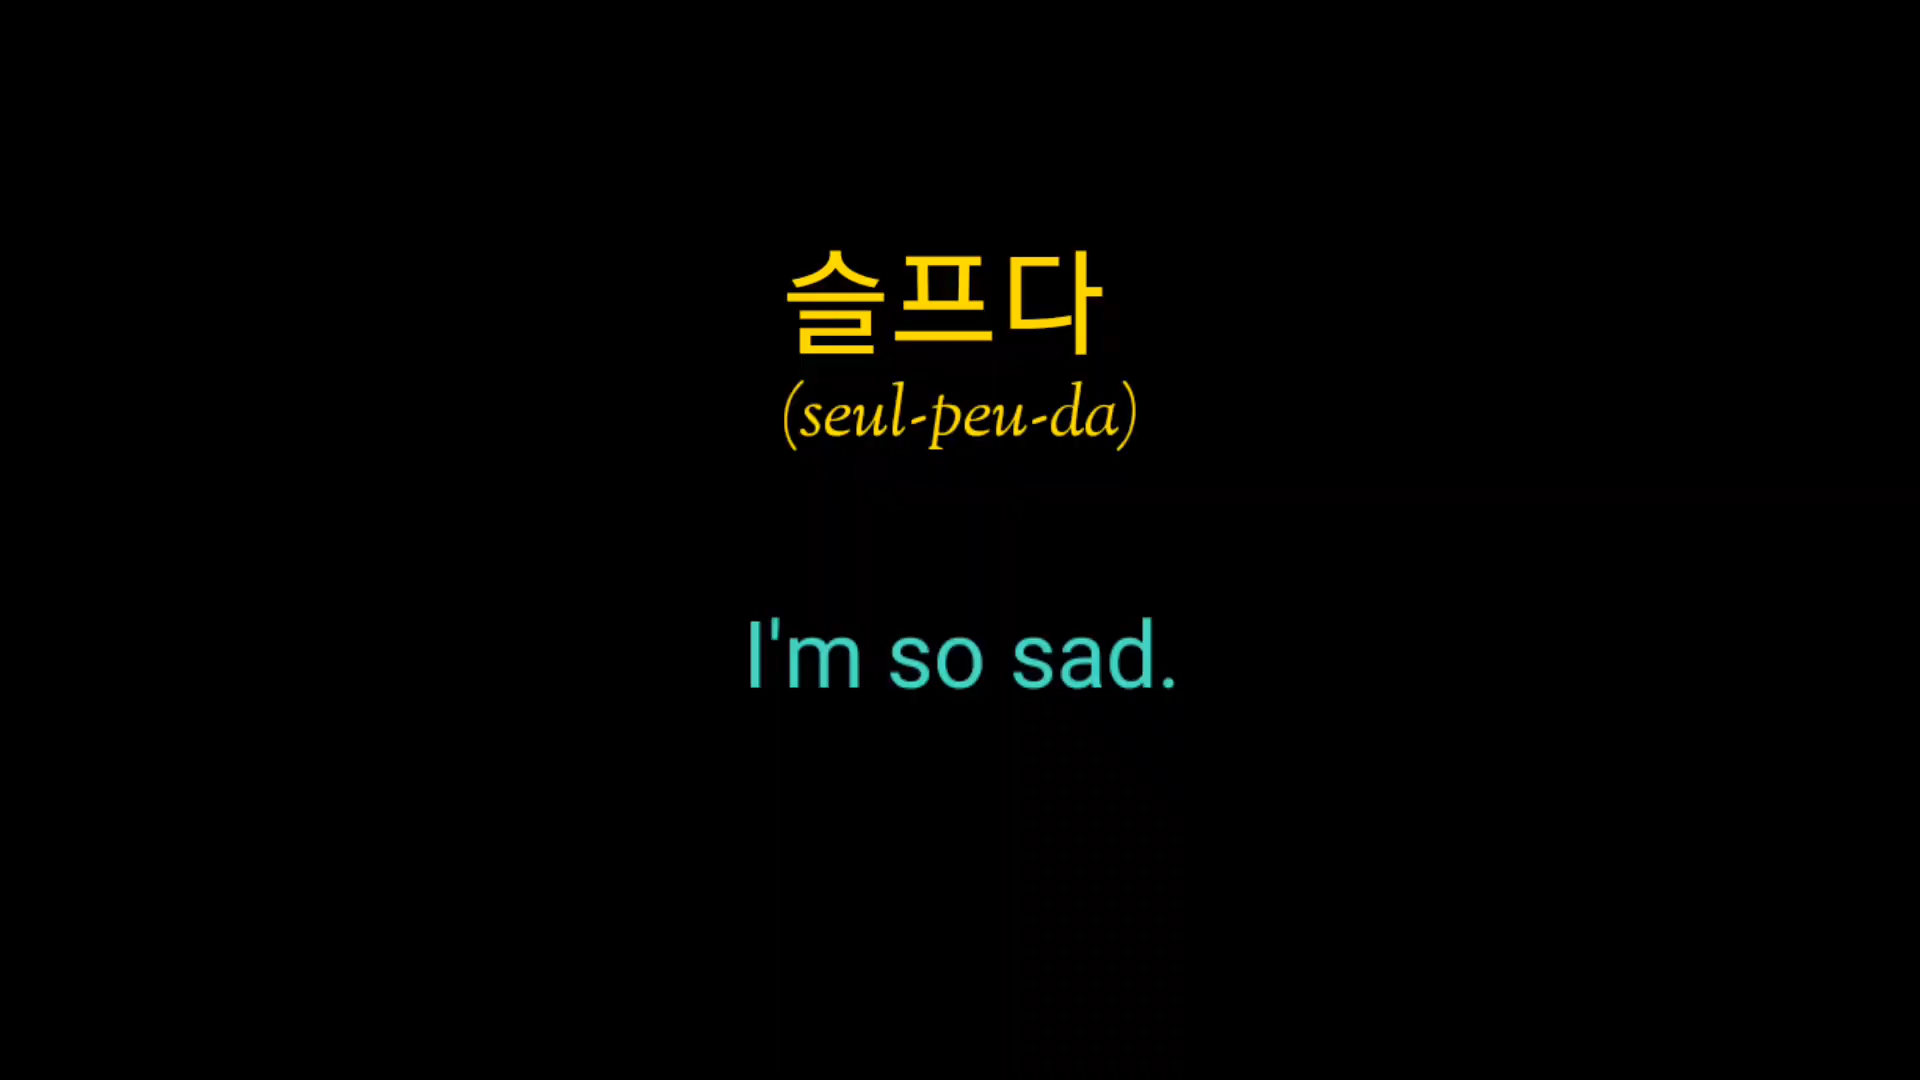 슬프다
(seul-peu-da)
I'm so sad.